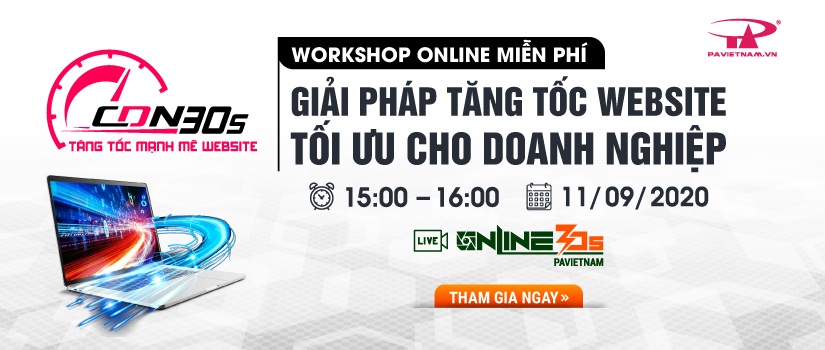 CDN30s
TĂNG TỐC MẠNH MẼ WEBSITE
PAVIETNAM.VN
WORKSHOP ONLINE MIỄN PHÍ
GIẢI PHÁP TĂNG TỐC WEBSITE
TỐI ƯU CHO DOANH NGHIỆP
15:00 – 16:00 11/09/2020
LIVE ONLINE30s
PAVIETNAM
THAM GIA NGAY »